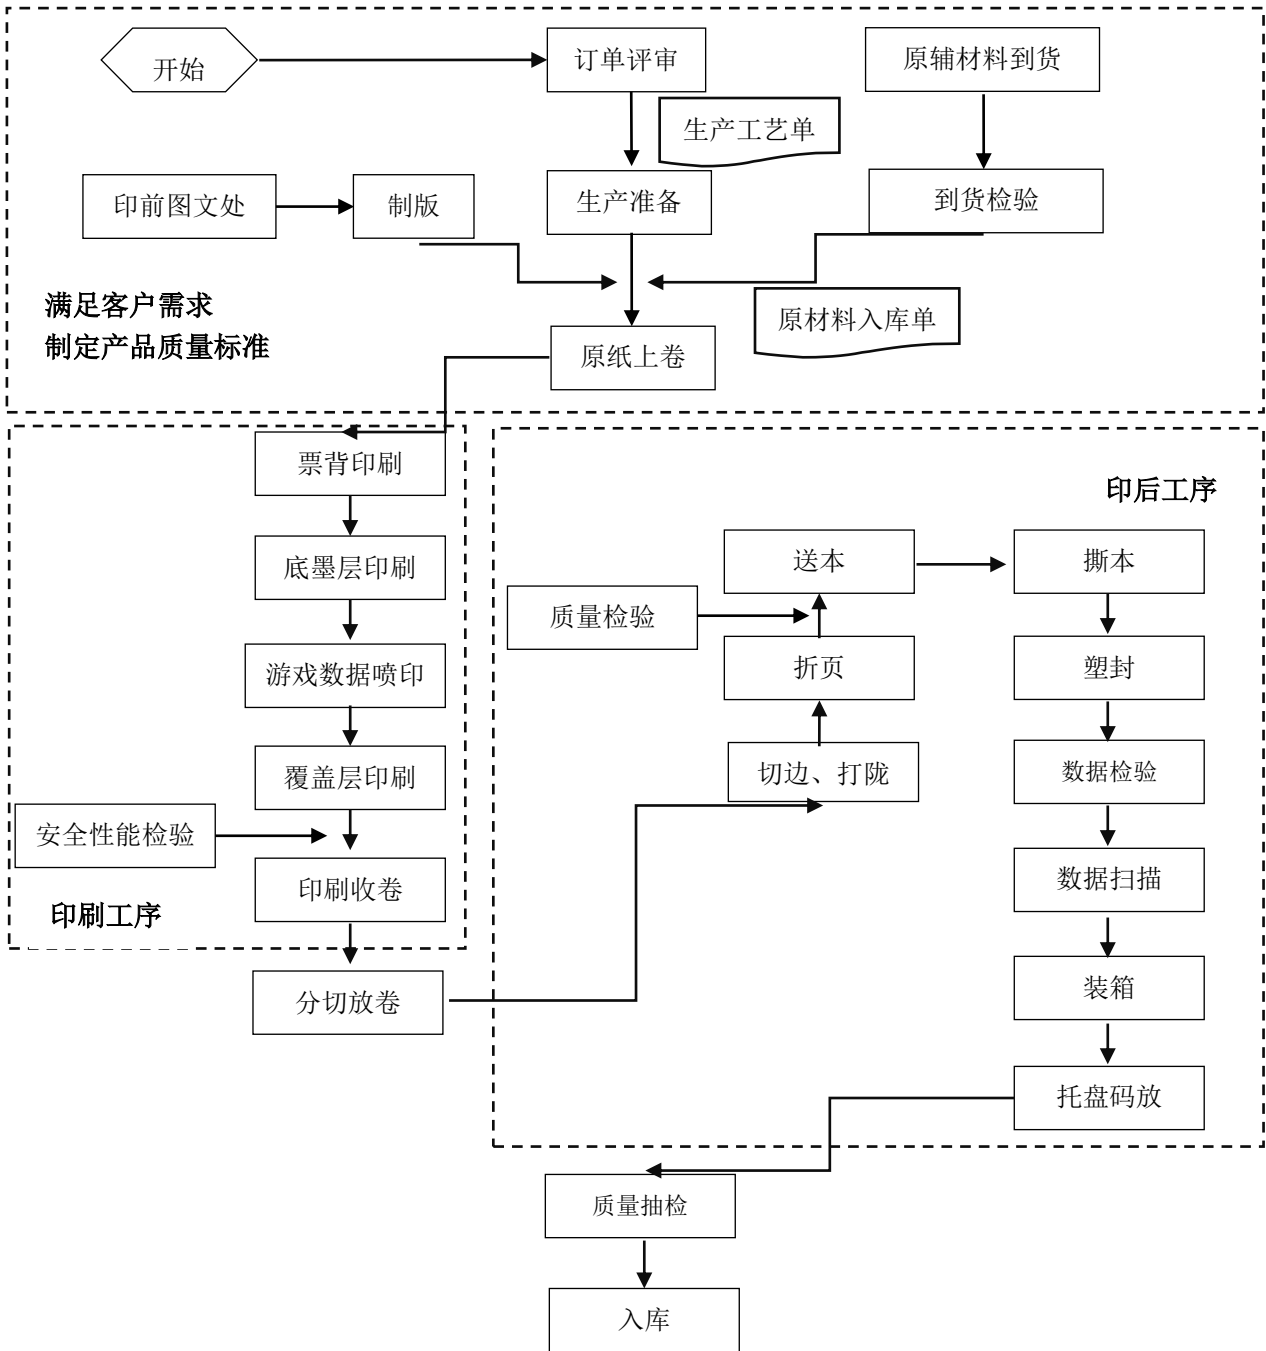 开始
订单评审
原辅材料到货
生产工艺单
印前图文处
制版
生产准备
到货检验
满足客户需求
制定产品质量标准
原材料入库单
原纸上卷
票背印刷
底墨层印刷
游戏数据喷印
覆盖层印刷
安全性能检验
印刷收卷
印刷工序
分切放卷
印后工序
送本
撕本
质量检验
折页
塑封
切边、打陇
数据检验
数据扫描
装箱
托盘码放
质量抽检
入库